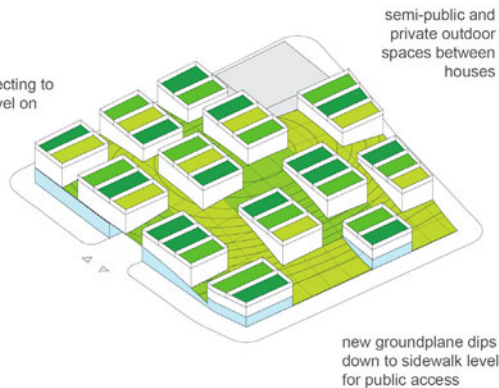 semi-public and
private outdoor
spaces between
houses
ecting to
vel on
new groundplane dips
down to sidewalk level
for public access